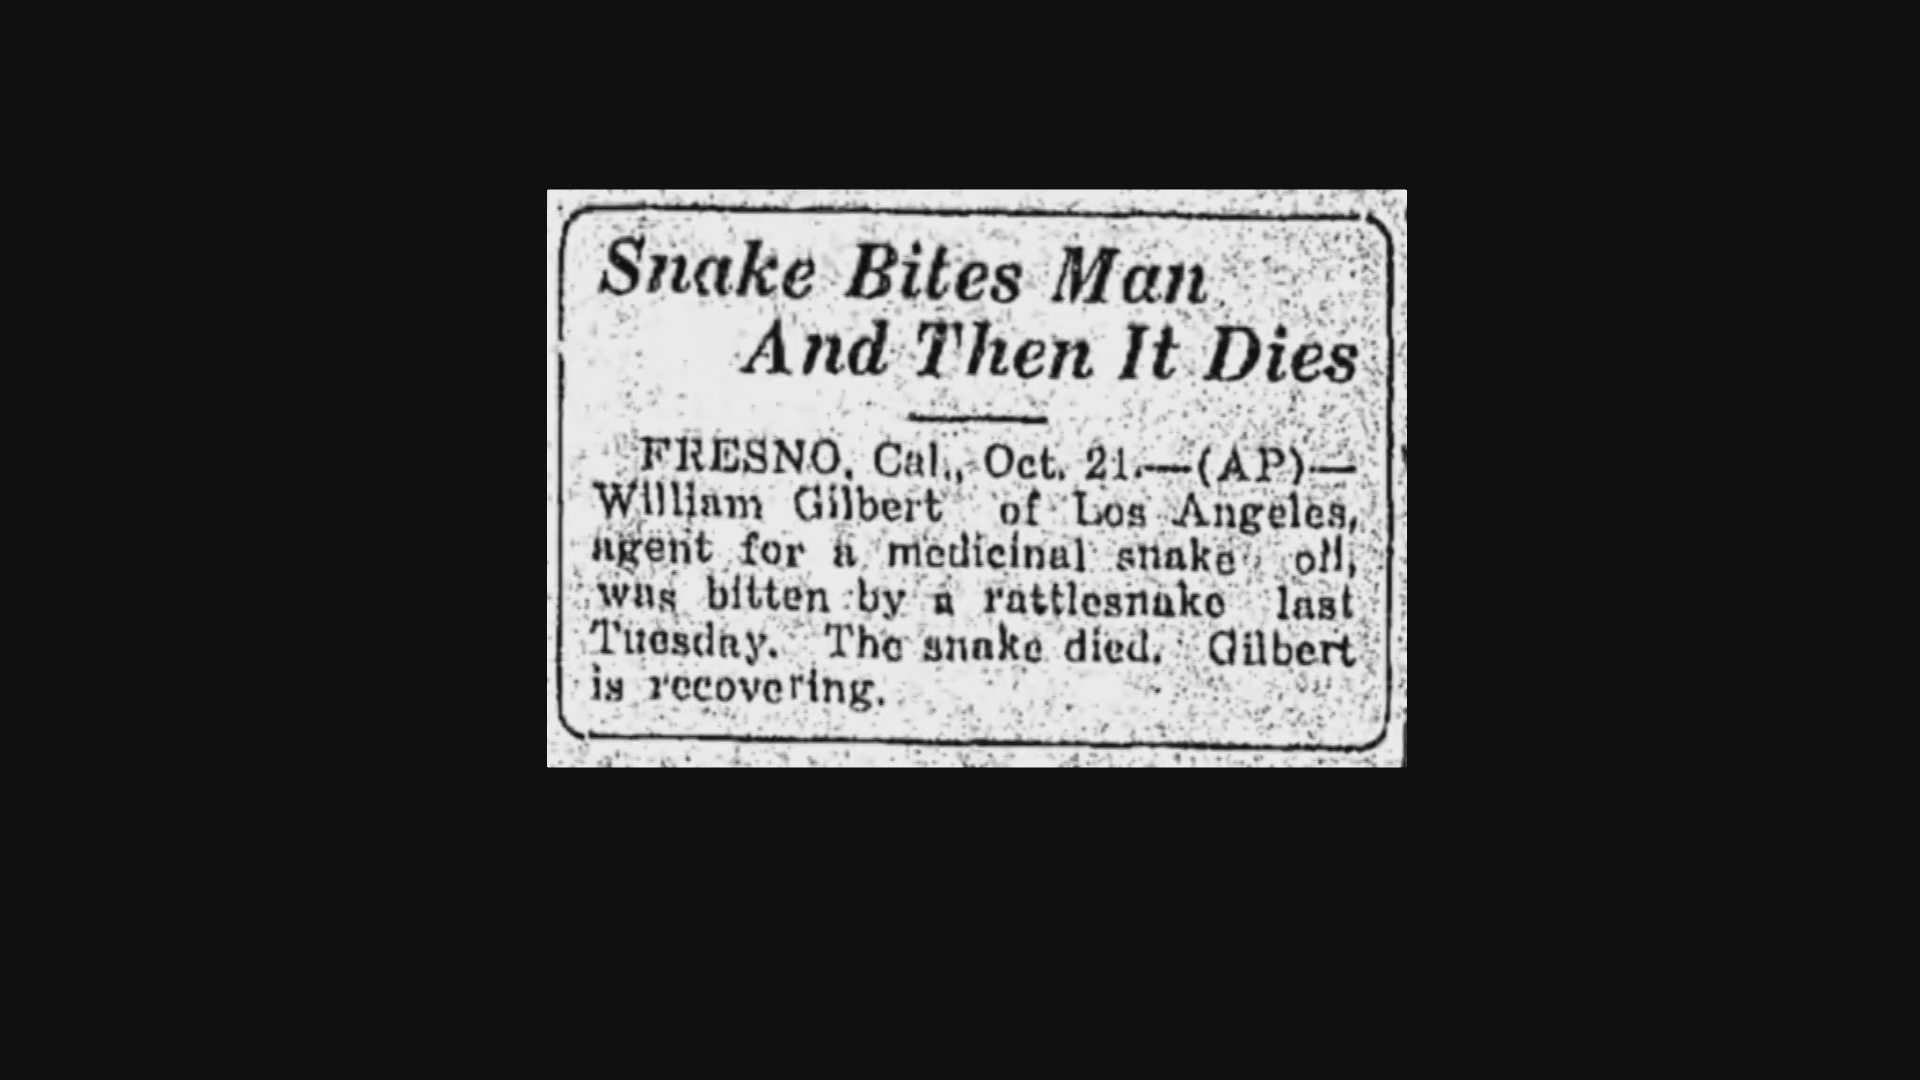 Snake Bites Man
And Then It Dies
FRESNO, Cal., Oct. 21.—(AP)—
William Gilbert of Los Angeles,
agent for a medicinal snake oil,
was bitten by a rattlesnake last
Tuesday. The snake died. Gilbert
is recovering.